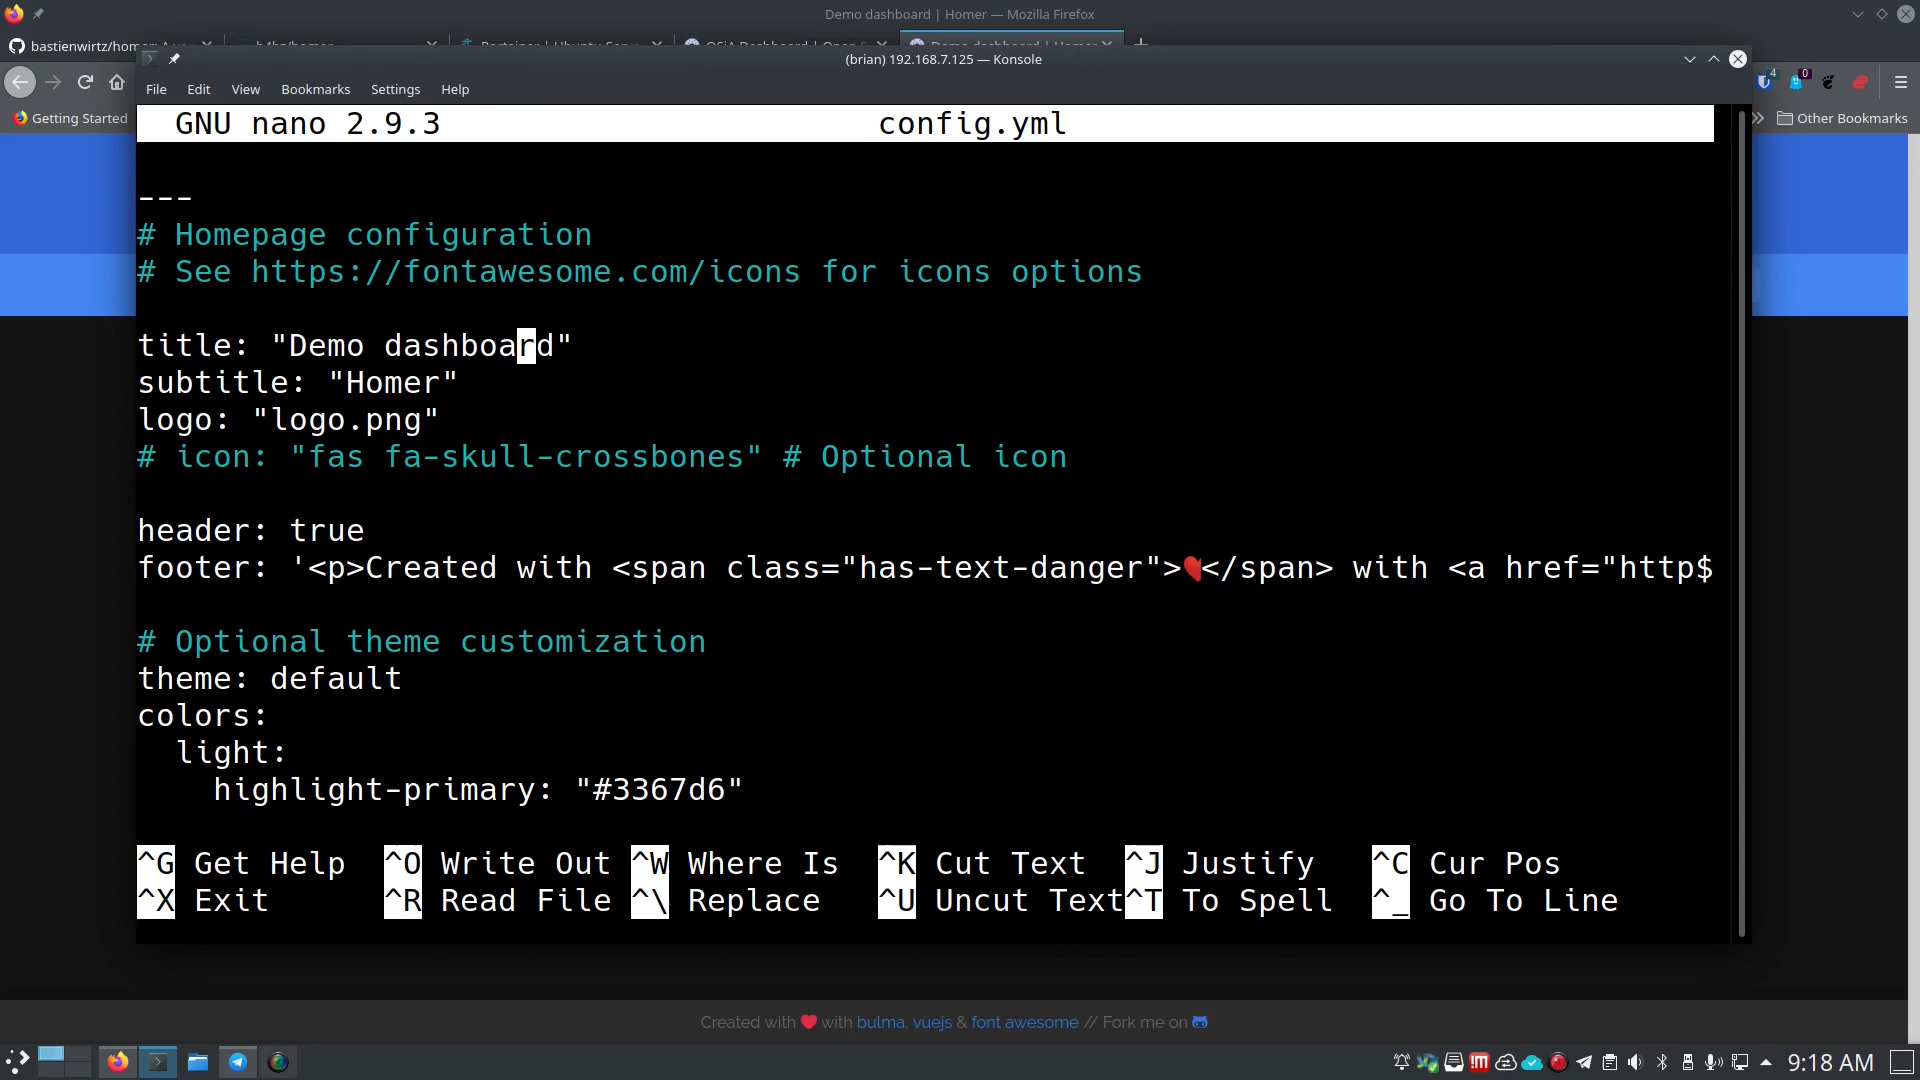 Demo dashboard | Homer — Mozilla Firefox
bastienwirtz/homer: A
Demo dashboard | Homer
(brian) 192.168.7.125 — Konsole
4
0
File Edit View Bookmarks Settings Help
Getting Started
Other Bookmarks
GNU nano 2.9.3 config.yml
---
# Homepage configuration
# See https://fontawesome.com/icons for icons options
title: "Demo dashboard"
subtitle: "Homer"
logo: "logo.png"
# icon: "fas fa-skull-crossbones" # Optional icon
header: true
footer: '<p>Created with <span class="has-text-danger">❤️</span> with <a href="http$
# Optional theme customization
theme: default
colors:
  light:
    highlight-primary: "#3367d6"
^G Get Help ^O Write Out ^W Where Is ^K Cut Text ^J Justify ^C Cur Pos
^X Exit ^R Read File ^\ Replace ^U Uncut Text ^T To Spell ^_ Go To Line
Created with ❤️ with bulma, vuejs & font awesome // Fork me on
9:18 AM